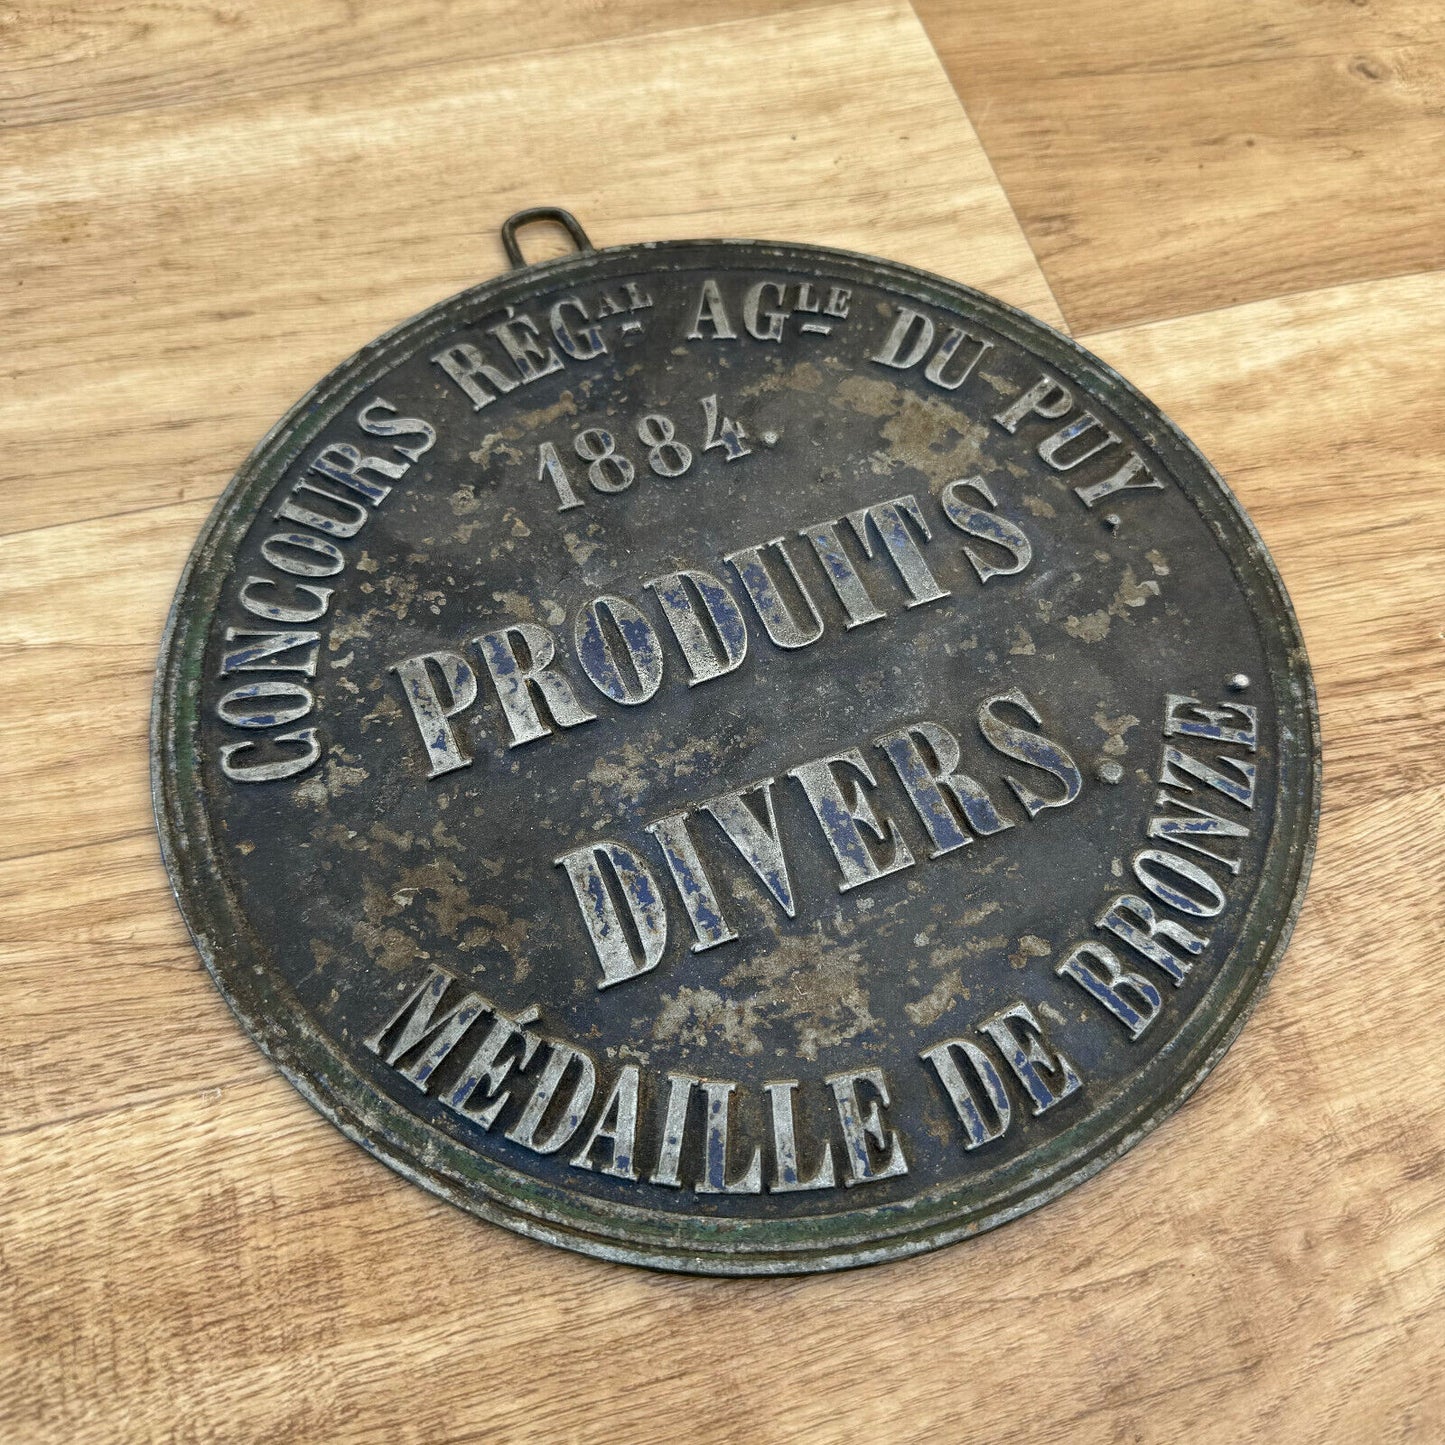 CONCOURS RÉGAL AGLE DU PUY.
1884.
PRODUITS
DIVERS.
MÉDAILLE DE BRONZE.